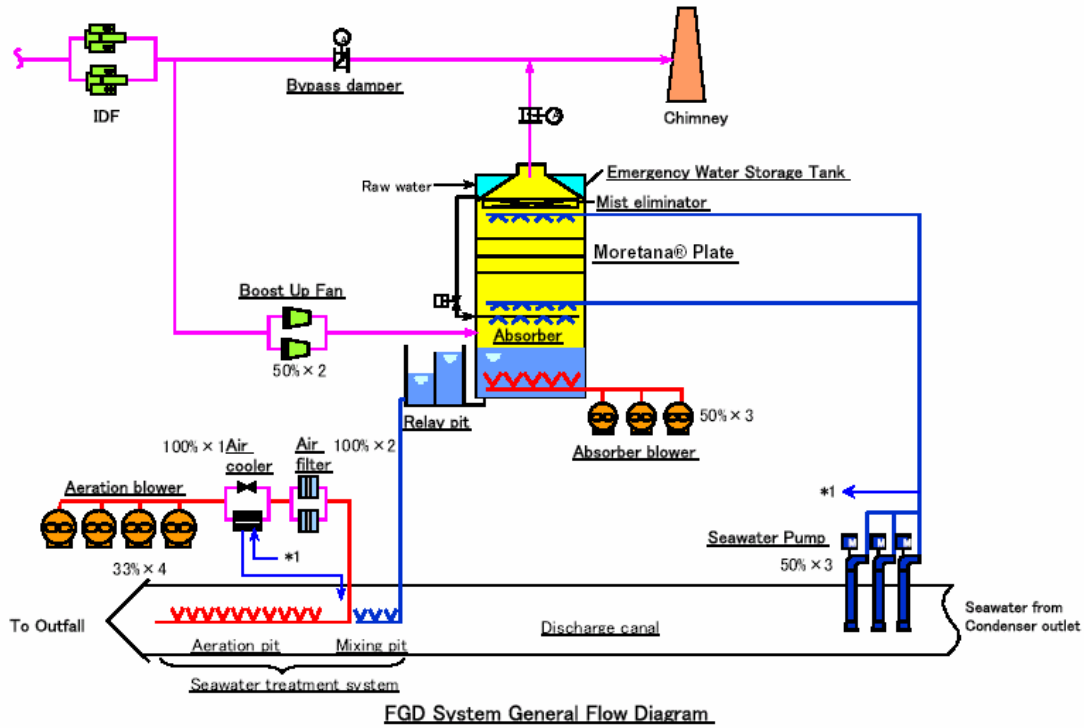 IDF
Bypass damper
Chimney
Raw water
Emergency Water Storage Tank
Mist eliminator
Moretana® Plate
Boost Up Fan
50%×2
Absorber
Relay pit
50%×3
Absorber blower
100%×1
Air
cooler
Air
filter
100%×2
Aeration blower
33%×4
*1
*1
Seawater Pump
50%×3
To Outfall
Aeration pit
Mixing pit
Discharge canal
Seawater from
Condenser outlet
Seawater treatment system
FGD System General Flow Diagram